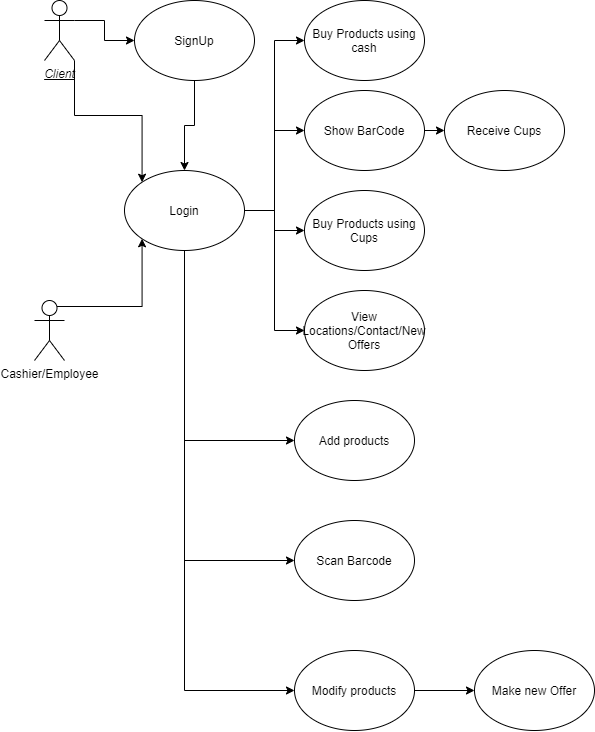 SignUp
Buy Products using
cash
Client
Show BarCode
Receive Cups
Login
Buy Products using
Cups
View
Locations/Contact/New
Offers
Cashier/Employee
Add products
Scan Barcode
Modify products
Make new Offer